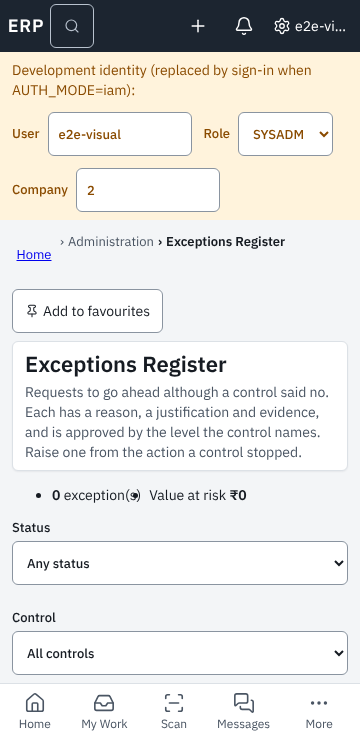 ERP
e2e-vi...
Development identity (replaced by sign-in when
AUTH_MODE=iam):
User e2e-visual Role SYSADM
Company 2
Home › Administration › Exceptions Register
Add to favourites
Exceptions Register
Requests to go ahead although a control said no.
Each has a reason, a justification and evidence,
and is approved by the level the control names.
Raise one from the action a control stopped.
• 0 exception(s) • Value at risk ₹0
Status
Any status
Control
All controls
Home My Work Scan Messages More